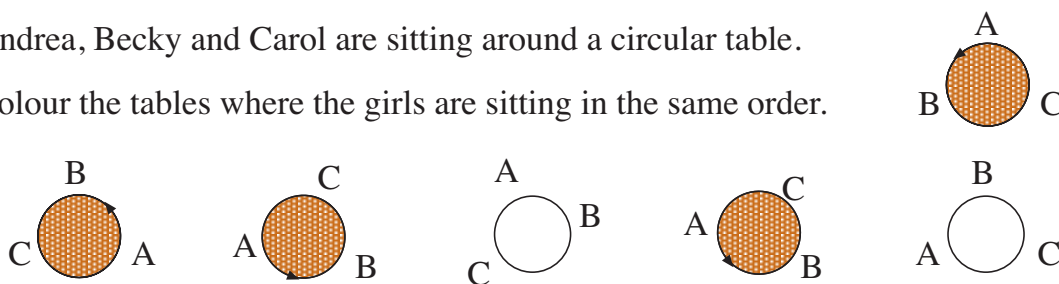 ndrea, Becky and Carol are sitting around a circular table.
olour the tables where the girls are sitting in the same order.
A
B C
B
C A
C
A B
A
B
C
C
A
B
B
A C